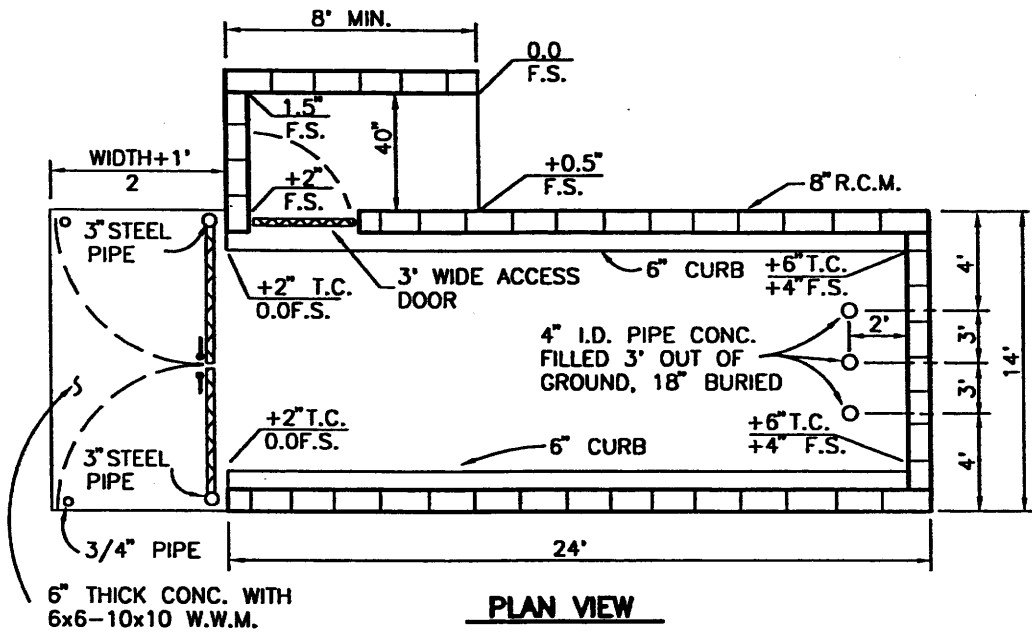 8' MIN.
0.0
F.S.
1.5"
F.S.
40"
WIDTH+1'
2
+2"
F.S.
+0.5"
F.S.
8" R.C.M.
3" STEEL
PIPE
+2" T.C.
0.0F.S.
3' WIDE ACCESS
DOOR
6" CURB
+6" T.C.
+4" F.S.
4'
4" I.D. PIPE CONC.
FILLED 3' OUT OF
GROUND, 18" BURIED
2'
3'
14'
3'
+2" T.C.
0.0F.S.
6" CURB
+6" T.C.
+4" F.S.
4'
3" STEEL
PIPE
3/4" PIPE
24'
6" THICK CONC. WITH
6x6-10x10 W.W.M.
PLAN VIEW